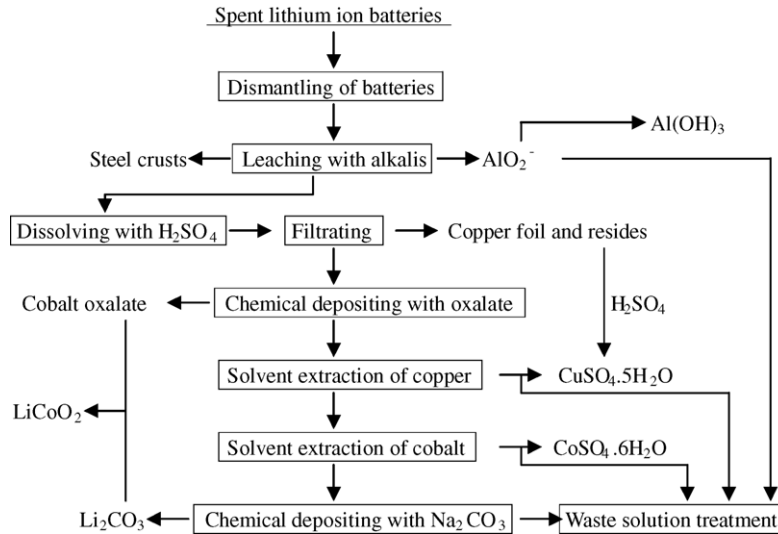 Spent lithium ion batteries
Dismantling of batteries
Al(OH)₃
Steel crusts
Leaching with alkalis
AlO₂⁻
Dissolving with H₂SO₄
Filtrating
Copper foil and resides
Cobalt oxalate
Chemical depositing with oxalate
H₂SO₄
Solvent extraction of copper
CuSO₄.5H₂O
LiCoO₂
Solvent extraction of cobalt
CoSO₄.6H₂O
Li₂CO₃
Chemical depositing with Na₂CO₃
Waste solution treatment